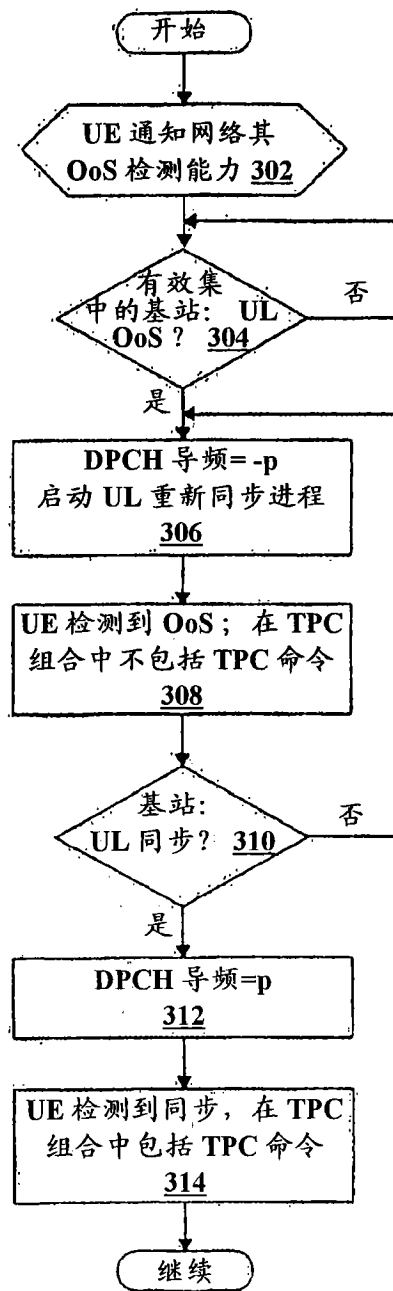 开始
UE 通知网络其
OoS 检测能力 302
有效集
中的基站： UL
OoS？ 304
否
是
DPCH 导频= -p
启动 UL 重新同步进程
306
UE 检测到 OoS；在 TPC
组合中不包括 TPC 命令
308
基站:
UL 同步？ 310
否
是
DPCH 导频=p
312
UE 检测到同步，在 TPC
组合中包括 TPC 命令
314
继续